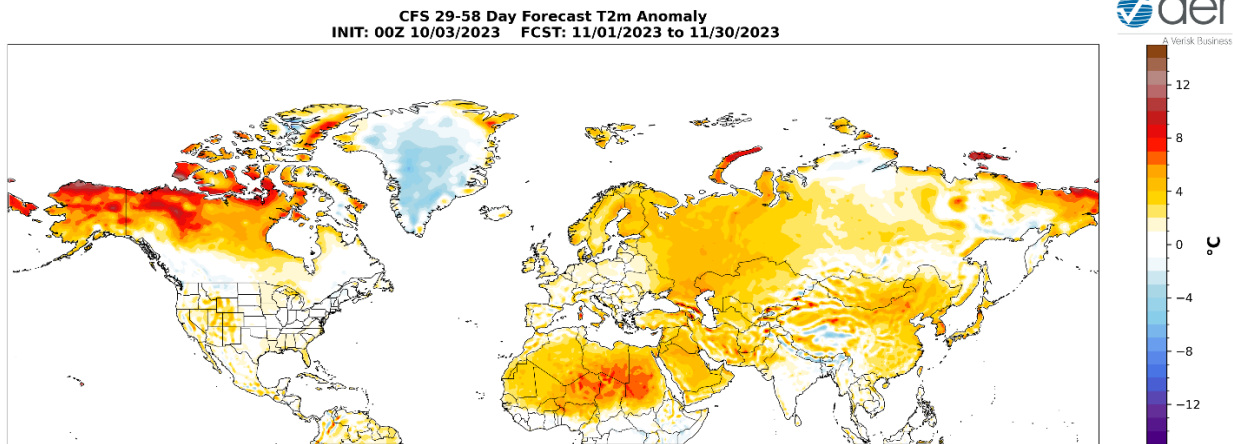 CFS 29-58 Day Forecast T2m Anomaly
INIT: 00Z 10/03/2023 FCST: 11/01/2023 to 11/30/2023
aer
A Verisk Business
12
8
4
0
−4
−8
−12
°C